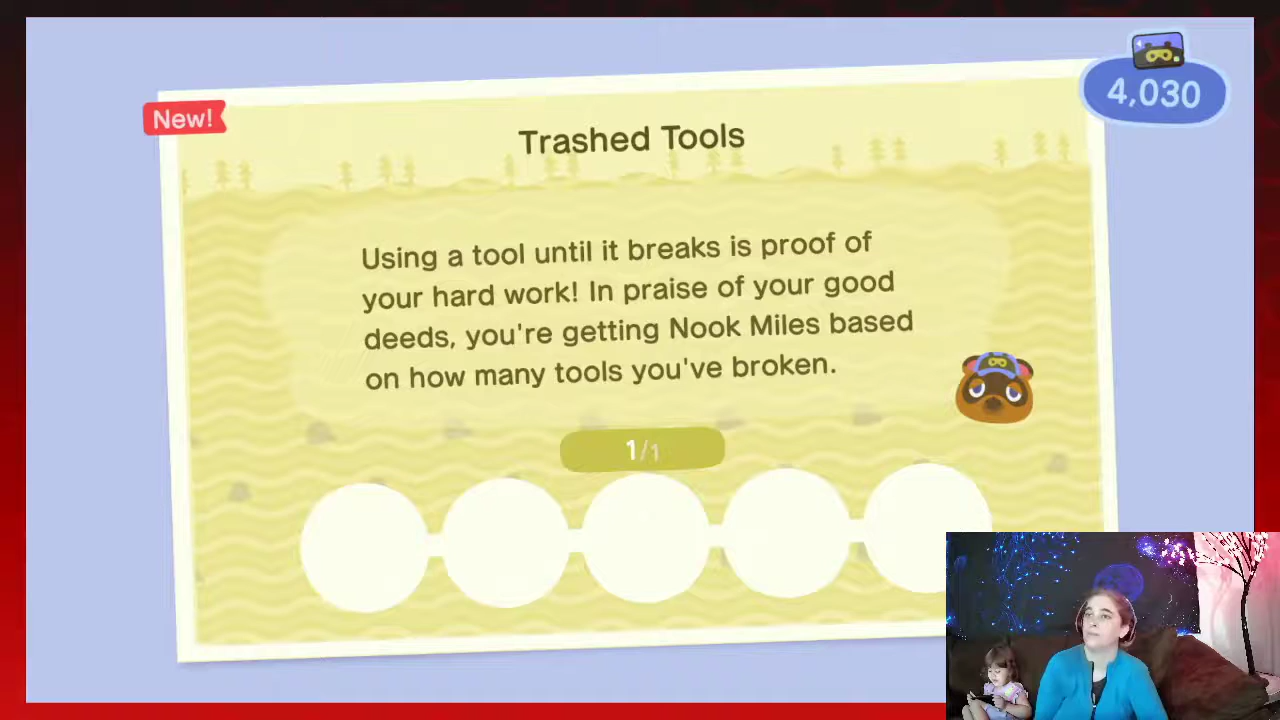 4,030
New!
Trashed Tools
Using a tool until it breaks is proof of
your hard work! In praise of your good
deeds, you're getting Nook Miles based
on how many tools you've broken.
1/1